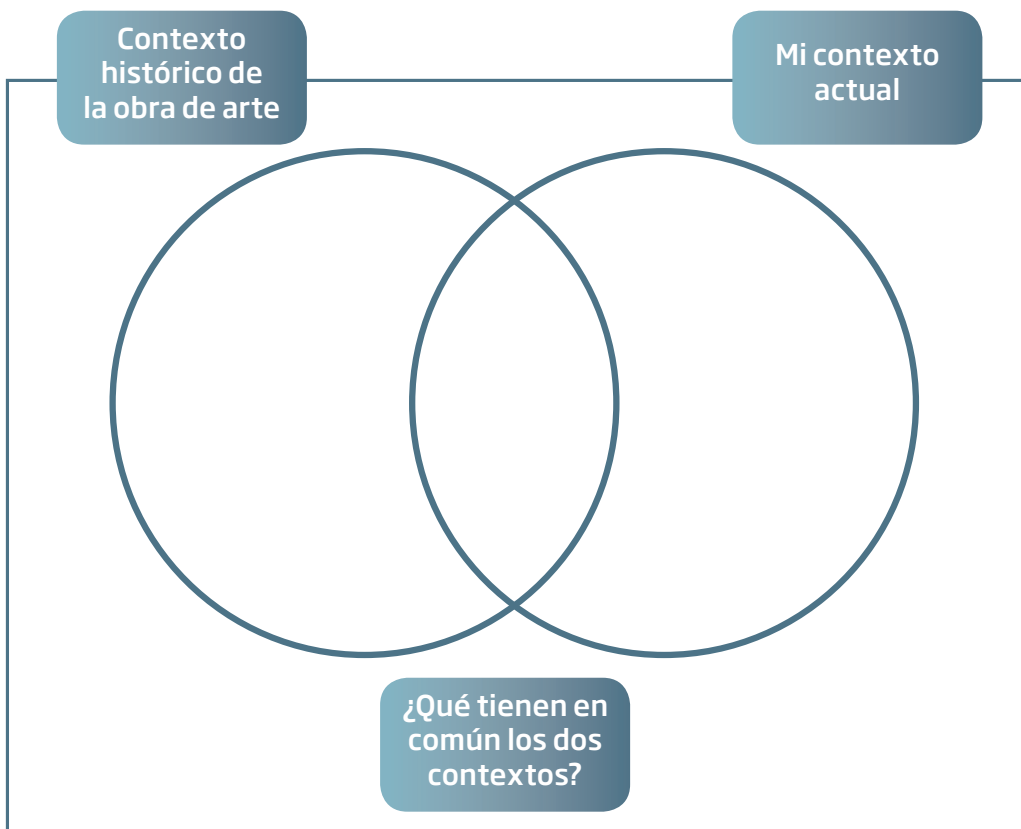 Contexto
histórico de
la obra de arte
Mi contexto
actual
¿Qué tienen en
común los dos
contextos?